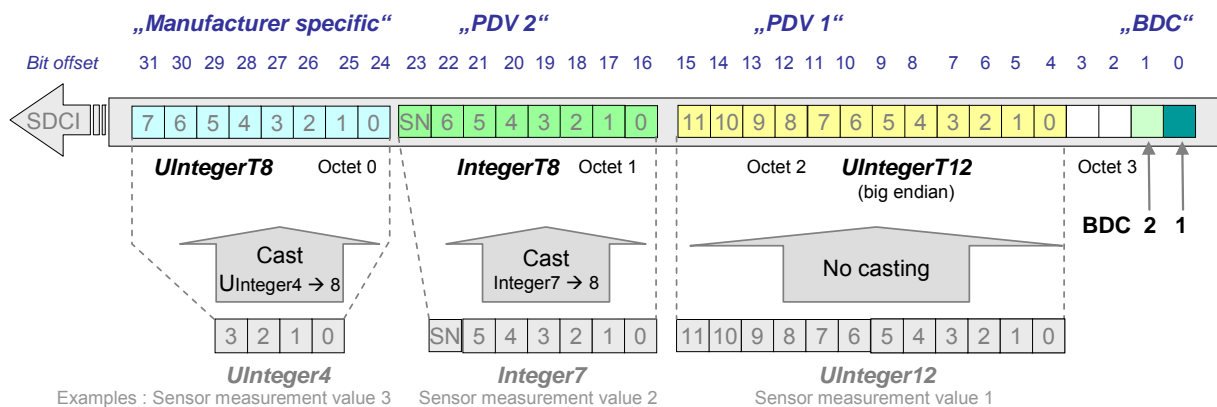 „Manufacturer specific“ „PDV 2“ „PDV 1“ „BDC“
Bit offset 31 30 29 28 27 26 25 24 23 22 21 20 19 18 17 16 15 14 13 12 11 10 9 8 7 6 5 4 3 2 1 0
SDCI 7 6 5 4 3 2 1 0 SN 6 5 4 3 2 1 0 11 10 9 8 7 6 5 4 3 2 1 0
UIntegerT8 Octet 0 IntegerT8 Octet 1 Octet 2 UIntegerT12 Octet 3
(big endian)
BDC 2 1
Cast Cast No casting
UInteger4 → 8 Integer7 → 8
3 2 1 0 SN 5 4 3 2 1 0 11 10 9 8 7 6 5 4 3 2 1 0
UInteger4 Integer7 UInteger12
Examples : Sensor measurement value 3 Sensor measurement value 2 Sensor measurement value 1